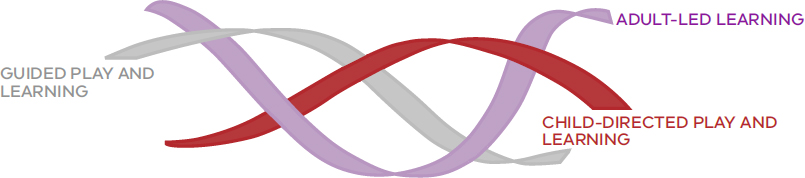 ADULT-LED LEARNING
GUIDED PLAY AND
LEARNING
CHILD-DIRECTED PLAY AND
LEARNING